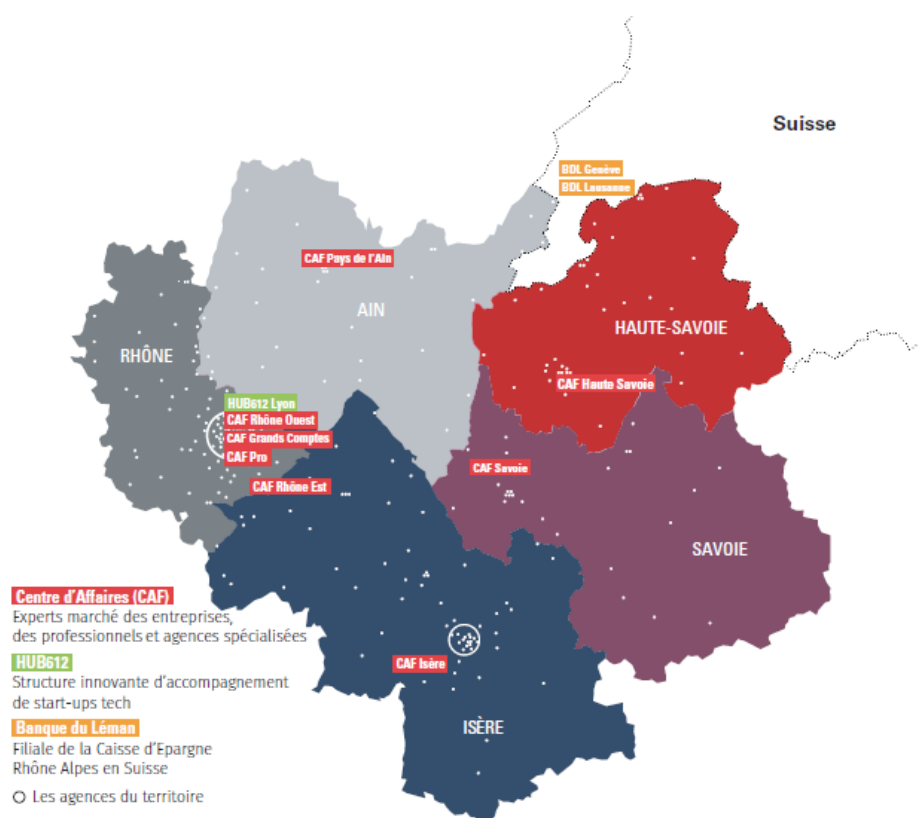 Suisse
BDL Genève
BDL Lausanne
CAF Pays de l'Ain
AIN
HAUTE-SAVOIE
RHÔNE
CAF Haute Savoie
HUB612 Lyon
CAF Rhône Ouest
CAF Grands Comptes
CAF Pro
CAF Savoie
CAF Rhône Est
SAVOIE
CAF Isère
ISÈRE
Centre d'Affaires (CAF)
Experts marché des entreprises,
des professionnels et agences spécialisées
HUB612
Structure innovante d'accompagnement
de start-ups tech
Banque du Léman
Filiale de la Caisse d'Epargne
Rhône Alpes en Suisse
Les agences du territoire